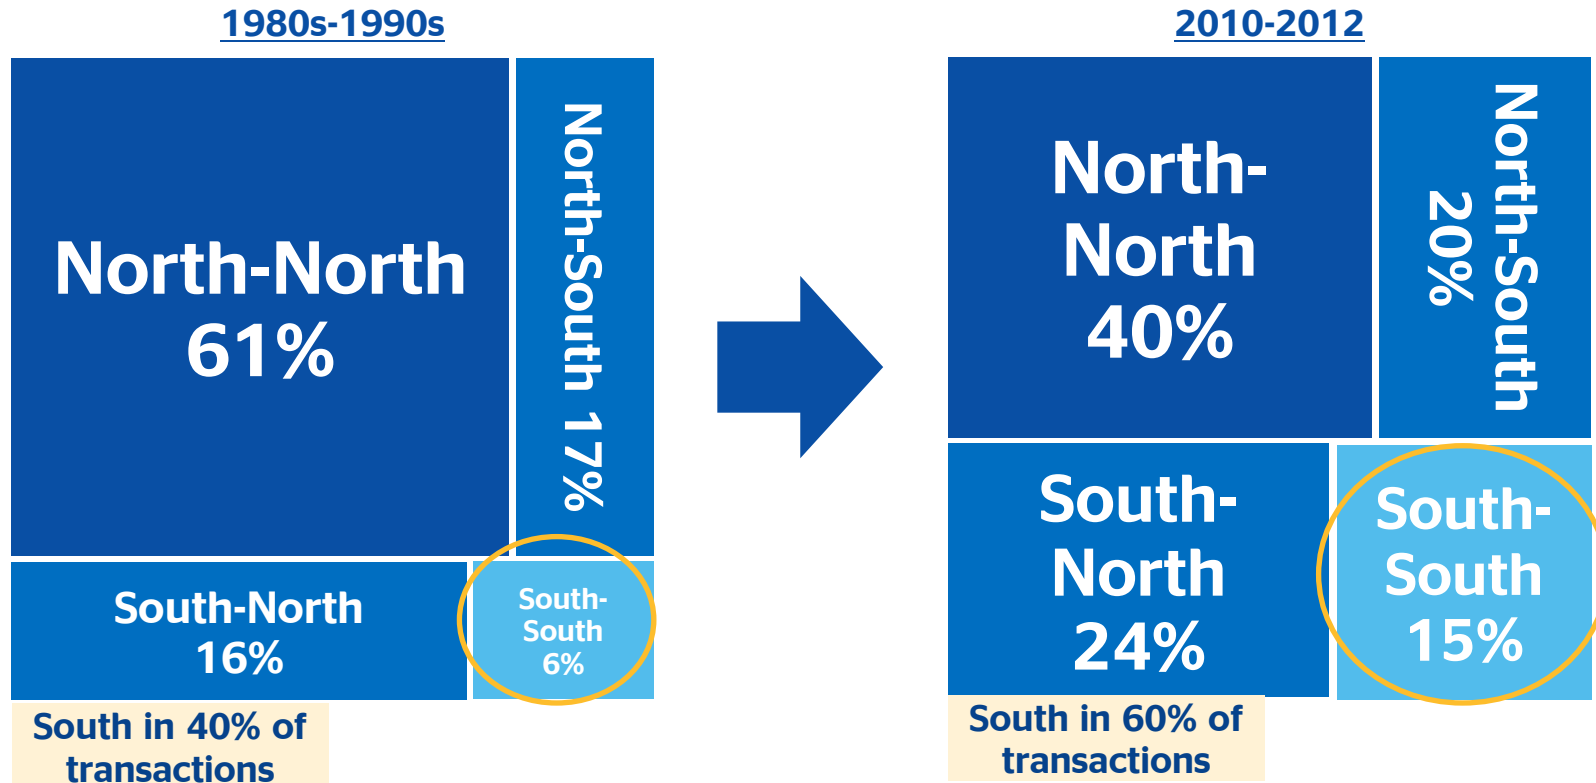 1980s-1990s
North-North
61%
North-South 17%
South-North
16%
South-
South
6%
South in 40% of
transactions
2010-2012
North-
North
40%
North-South
20%
South-
North
24%
South-
South
15%
South in 60% of
transactions